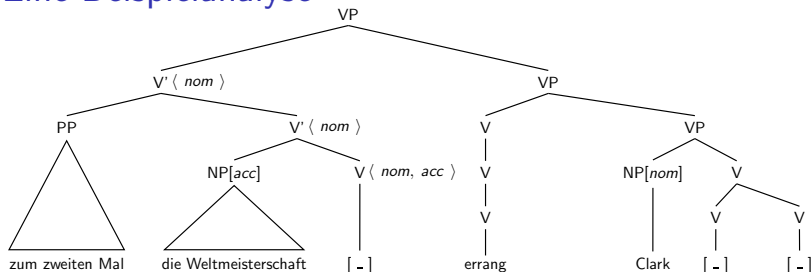 Eine Beispielanalyse
VP
V' ⟨ nom ⟩ VP
PP V' ⟨ nom ⟩ V VP
NP[acc] V ⟨ nom, acc ⟩ V NP[nom] V
V V V
zum zweiten Mal die Weltmeisterschaft [ - ] errang Clark [ - ] [ - ]